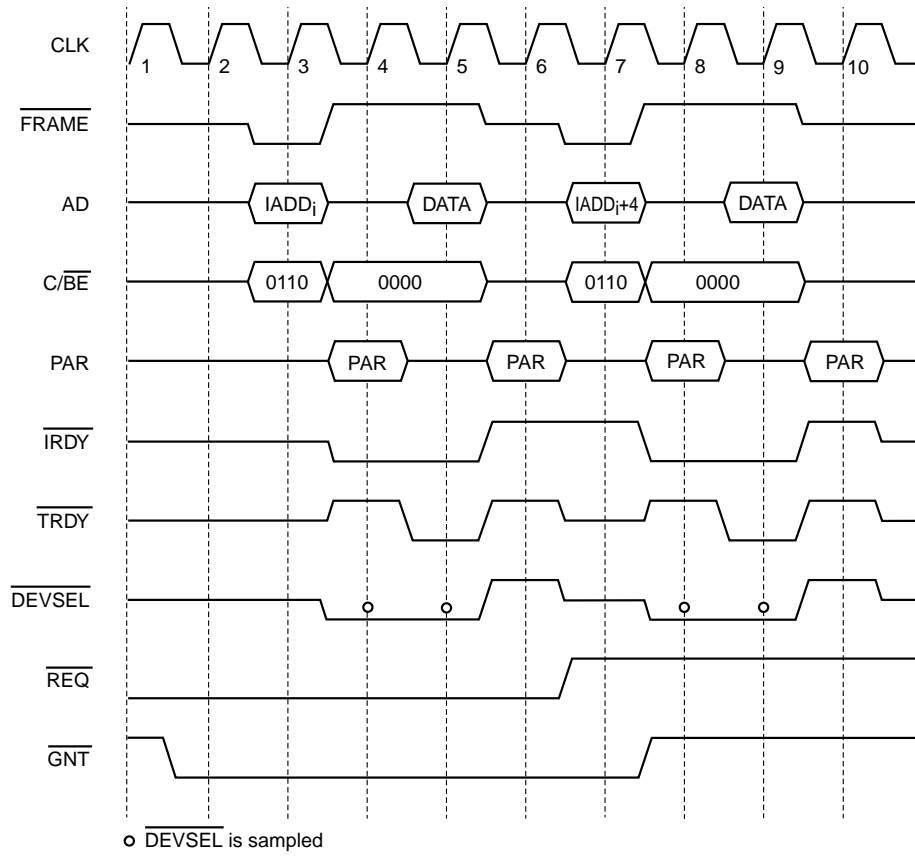 CLK
1 2 3 4 5 6 7 8 9 10
FRAME
AD
IADDi DATA IADDi+4 DATA
C/BE
0110 0000 0110 0000
PAR
PAR PAR PAR PAR
IRDY
TRDY
DEVSEL
REQ
GNT
DEVSEL is sampled